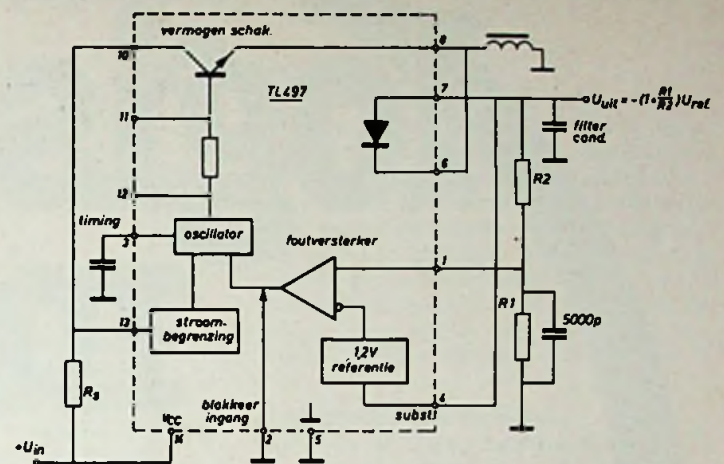 vermogen schak.
10
8
TL497
7
Uuit = -(1+R1/R2)Uref.
filter
cond.
11
6
R2
12
timing
3
oscillator
foutversterker
1
R1
5000p
13
stroom-
begrenzing
1,2V
referentie
Rs
blokkeer
ingang
subst.
4
VCC
14
2
5
+Uin